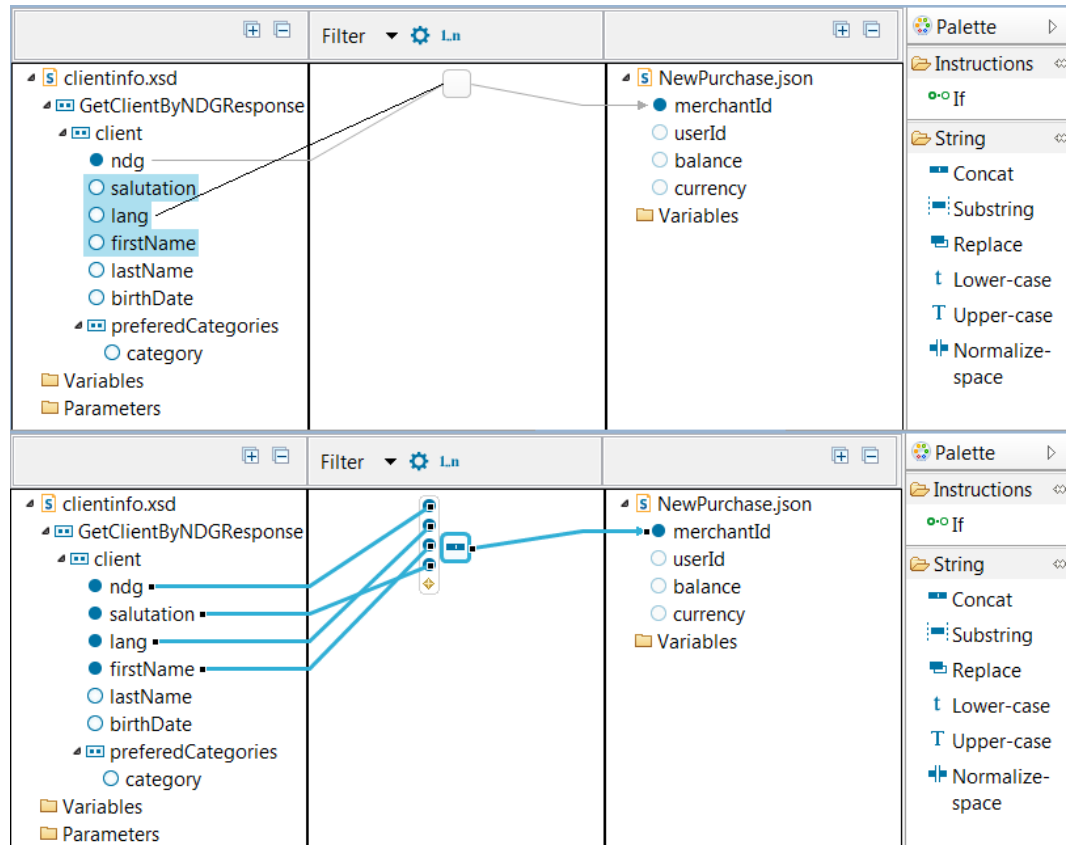 Filter 1..n
Palette
clientinfo.xsd
GetClientByNDGResponse
client
ndg
salutation
lang
firstName
lastName
birthDate
preferedCategories
category
Variables
Parameters
NewPurchase.json
merchantId
userId
balance
currency
Variables
Instructions
If
String
Concat
Substring
Replace
t Lower-case
T Upper-case
Normalize-
space
Filter 1..n
Palette
clientinfo.xsd
GetClientByNDGResponse
client
ndg
salutation
lang
firstName
lastName
birthDate
preferedCategories
category
Variables
Parameters
NewPurchase.json
merchantId
userId
balance
currency
Variables
Instructions
If
String
Concat
Substring
Replace
t Lower-case
T Upper-case
Normalize-
space